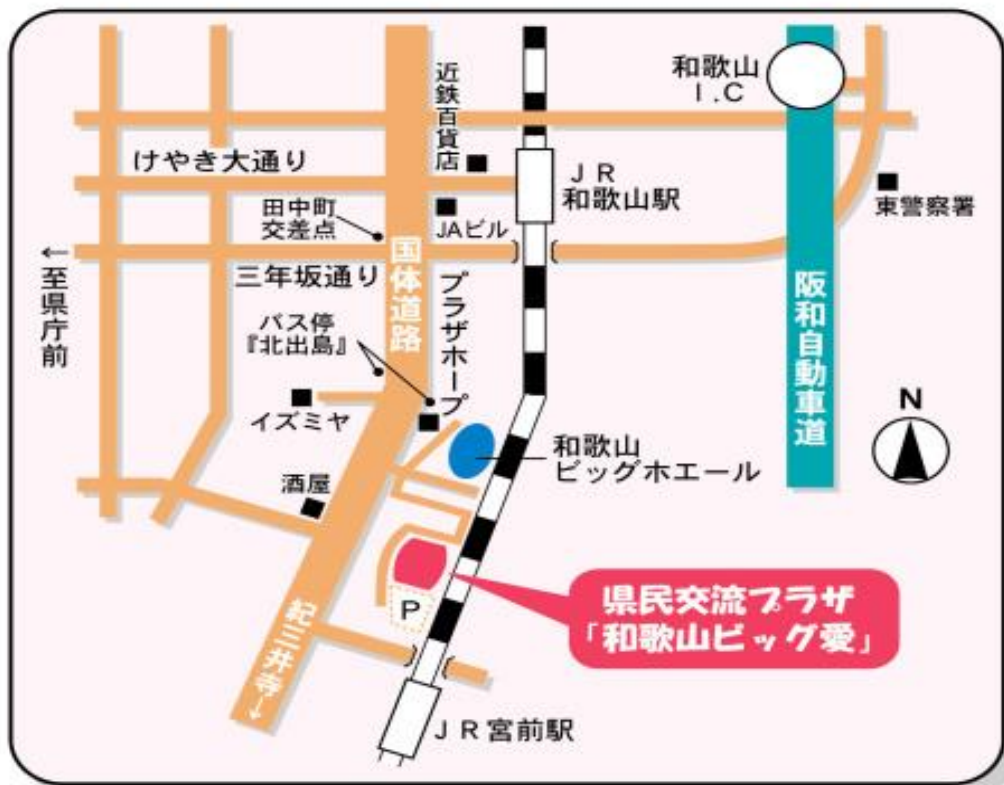 近鉄百貨店
和歌山
I.C
けやき大通り
JR
和歌山駅
東警察署
田中町
交差点
JAビル
←至県庁前
三年坂通り
国体道路
プラザホープ
阪和自動車道
バス停
『北出島』
イズミヤ
N
和歌山
ビッグホエール
酒屋
県民交流プラザ
「和歌山ビッグ愛」
P
紀三井寺→
JR宮前駅